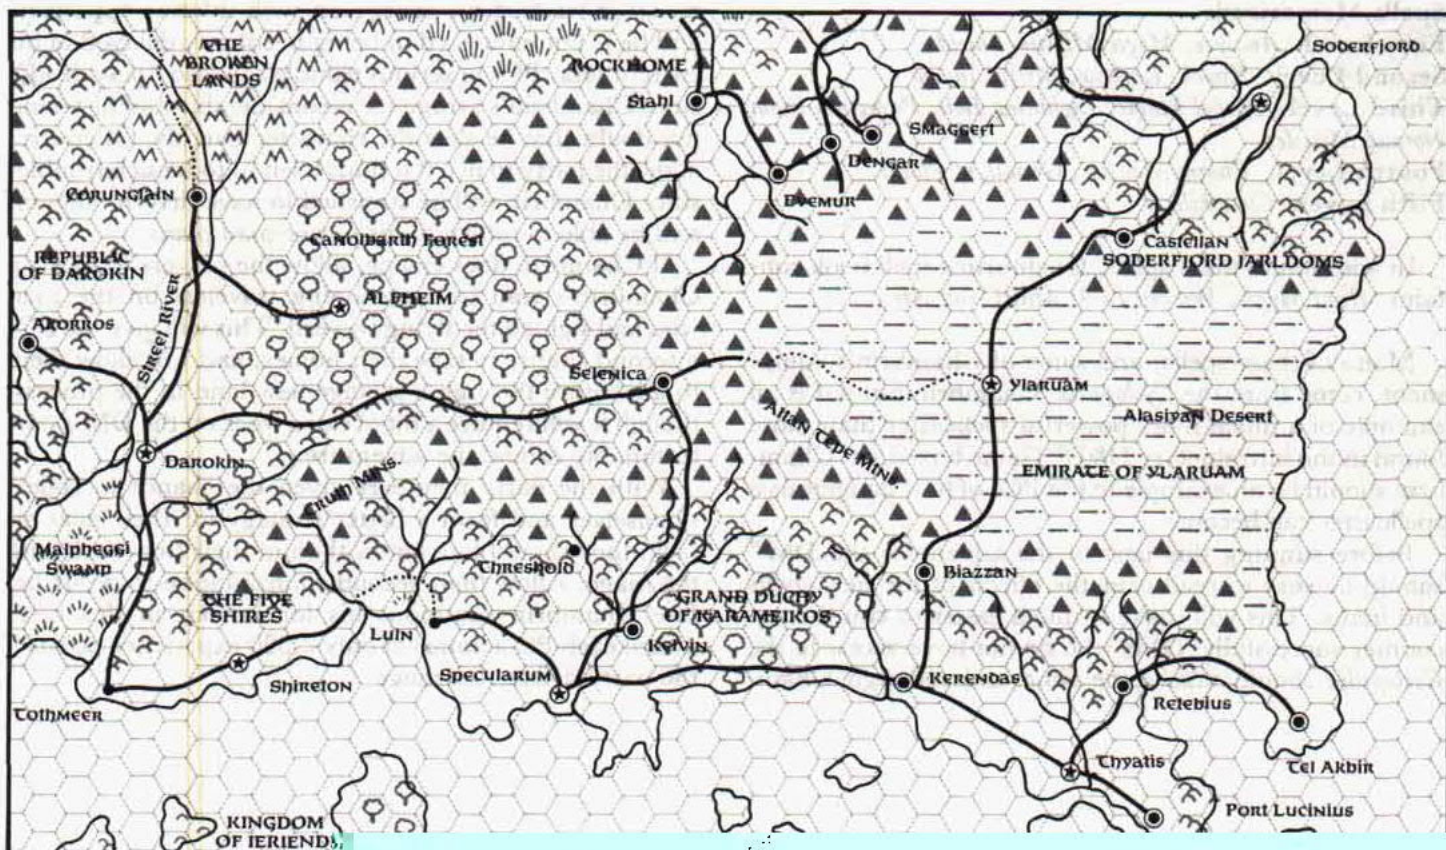 THE
BROKEN
LANDS
ROCKHOME
SODERFJORD
Stahl
SMAGGEFT
DENGAR
EVEMUR
CORUNGLAIN
CANOLBARTH FOREST
REPUBLIC
OF DAROKIN
CASTELLAN
SODERFJORD JARLDOMS
ALFHEIM
AKORROS
STREEL RIVER
SELENICA
YLARUAM
ALTAN TEPE MTNS.
ALASIYAN DESERT
DAROKIN
CRUTH MTNS.
EMIRATE OF YLARUAM
MALPHEGGI
SWAMP
THRESHOLD
BIAZZAN
THE FIVE
SHIRES
GRAND DUCHY
OF KARAMEIKOS
LULN
KELVIN
SHIRETON
SPECULARUM
KERENDAS
RETEBIUS
TOTHMEER
THYATIS
TEL AKBIR
PORT LUCINIUS
KINGDOM
OF IERENDI